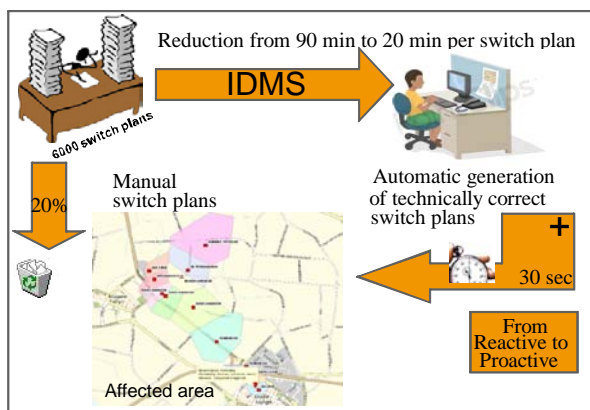 Reduction from 90 min to 20 min per switch plan
IDMS
6000 switch plans
20%
Manual
switch plans
Automatic generation
of technically correct
switch plans
+
30 sec
From
Reactive to
Proactive
Affected area